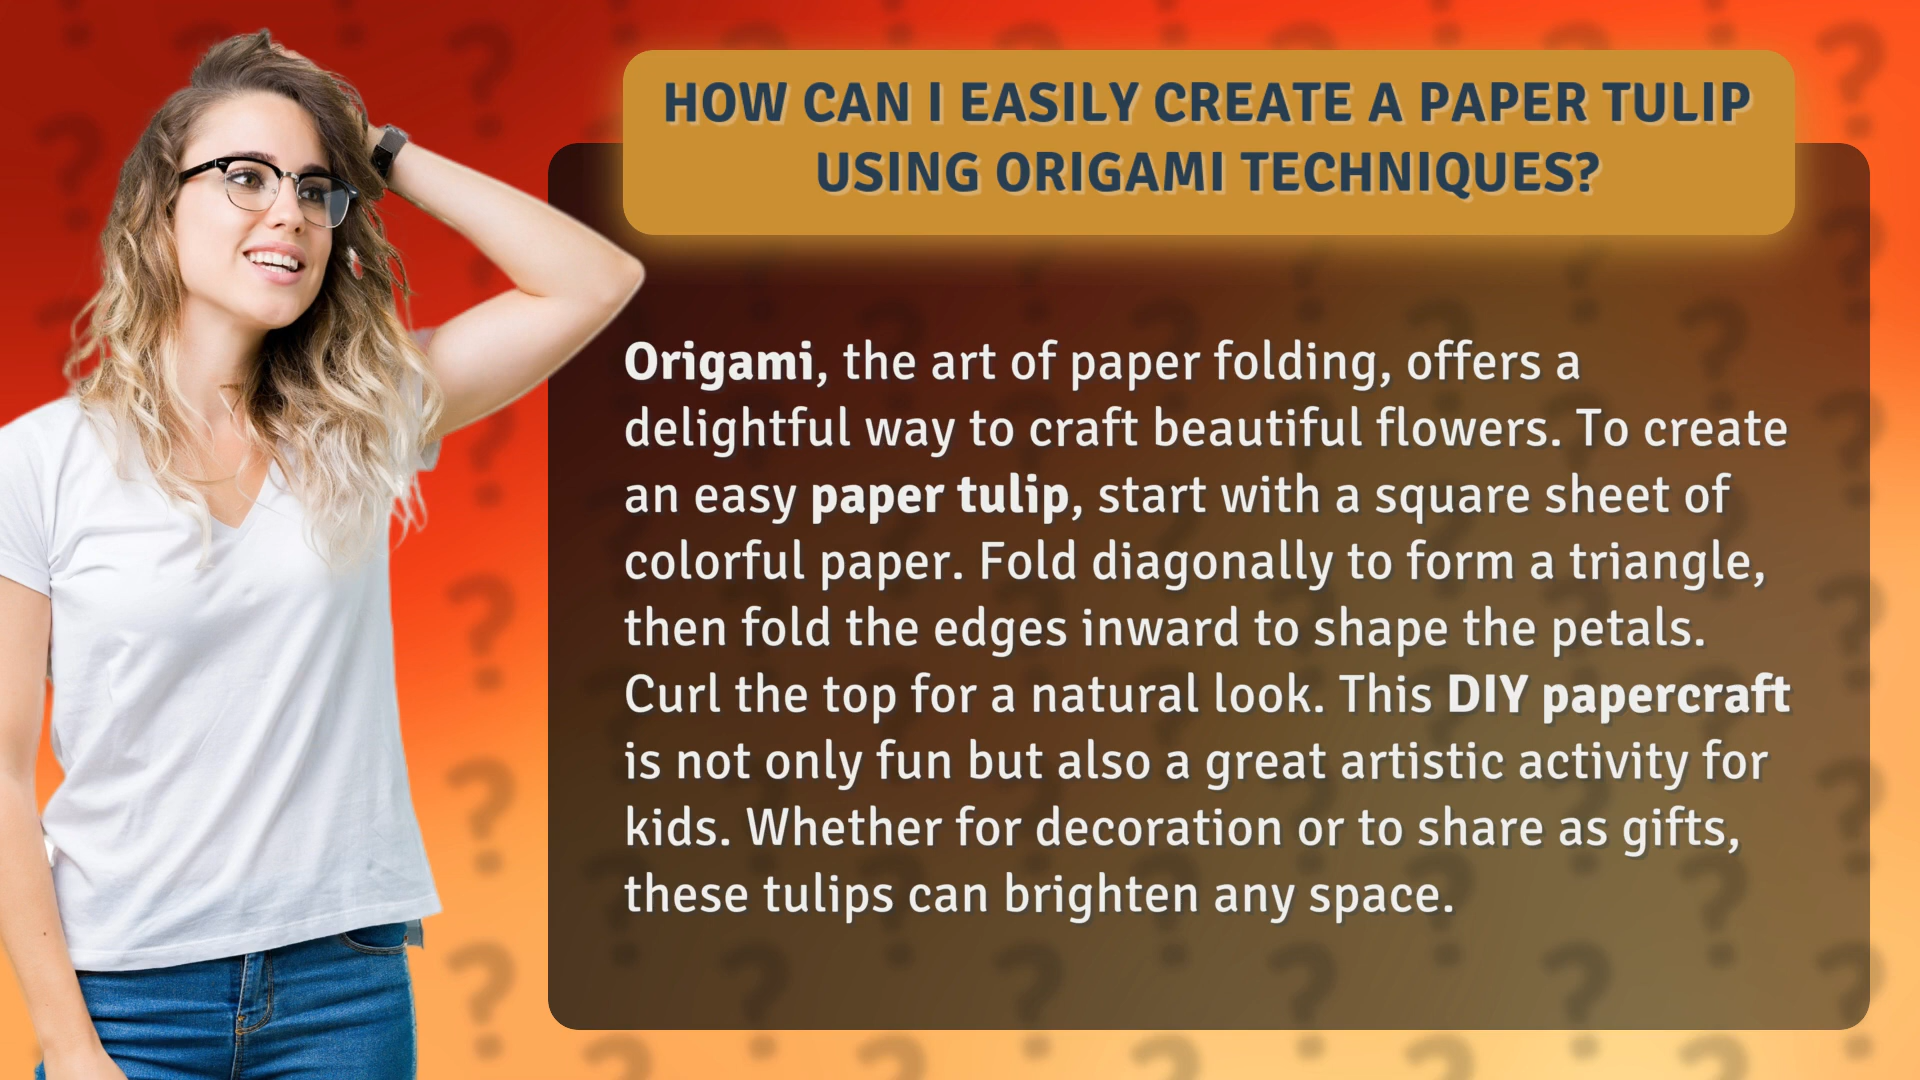 HOW CAN I EASILY CREATE A PAPER TULIP
USING ORIGAMI TECHNIQUES?
Origami, the art of paper folding, offers a
delightful way to craft beautiful flowers. To create
an easy paper tulip, start with a square sheet of
colorful paper. Fold diagonally to form a triangle,
then fold the edges inward to shape the petals.
Curl the top for a natural look. This DIY papercraft
is not only fun but also a great artistic activity for
kids. Whether for decoration or to share as gifts,
these tulips can brighten any space.